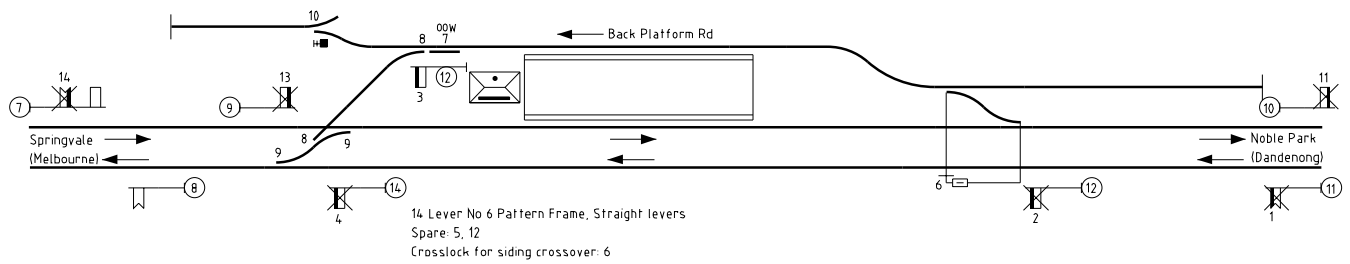 10
OOW
8 7
Back Platform Rd
12
3
14
7
13
9
11
10
Springvale
(Melbourne)
8
9
9
Noble Park
(Dandenong)
8
14
4
6
12
2
11
1
14 Lever No 6 Pattern Frame, Straight levers
Spare: 5, 12
Crosslock for siding crossover: 6